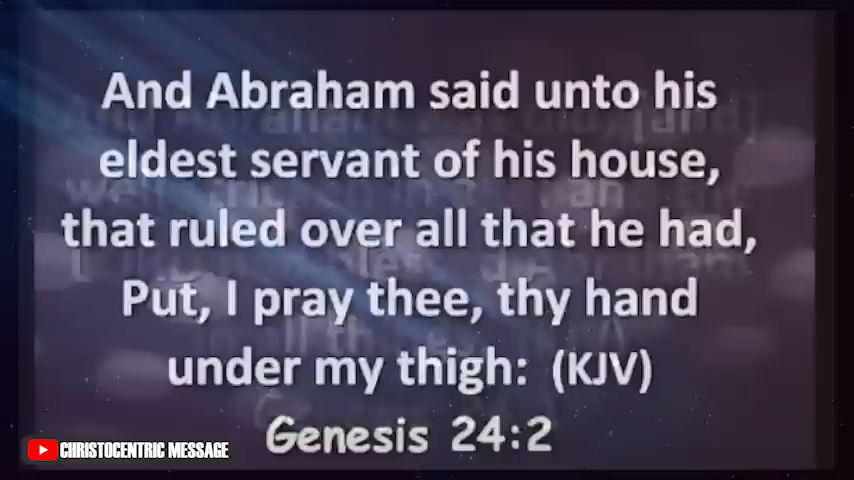 And Abraham said unto his
eldest servant of his house,
that ruled over all that he had,
Put, I pray thee, thy hand
under my thigh: (KJV)
Genesis 24:2
CHRISTOCENTRIC MESSAGE